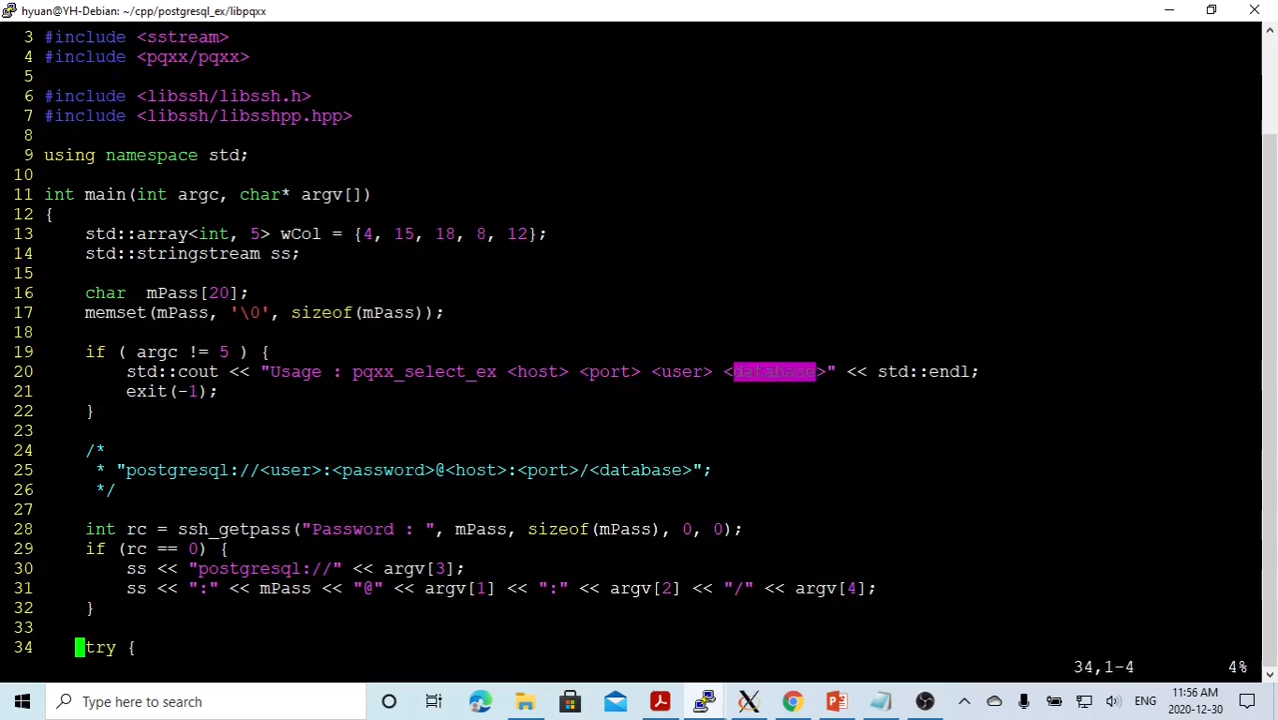 hyuan@YH-Debian: ~/cpp/postgresql_ex/libpqxx
3 #include <sstream>
4 #include <pqxx/pqxx>
5
6 #include <libssh/libssh.h>
7 #include <libssh/libsshpp.hpp>
8
9 using namespace std;
10
11 int main(int argc, char* argv[])
12 {
13     std::array<int, 5> wCol = {4, 15, 18, 8, 12};
14     std::stringstream ss;
15
16     char  mPass[20];
17     memset(mPass, '\0', sizeof(mPass));
18
19     if ( argc != 5 ) {
20         std::cout << "Usage : pqxx_select_ex <host> <port> <user> <database>" << std::endl;
21         exit(-1);
22     }
23
24     /*
25      * "postgresql://<user>:<password>@<host>:<port>/<database>";
26      */
27
28     int rc = ssh_getpass("Password : ", mPass, sizeof(mPass), 0, 0);
29     if (rc == 0) {
30         ss << "postgresql://" << argv[3];
31         ss << ":" << mPass << "@" << argv[1] << ":" << argv[2] << "/" << argv[4];
32     }
33
34     try {
34,1-4 4%
Type here to search
ENG
11:56 AM
2020-12-30